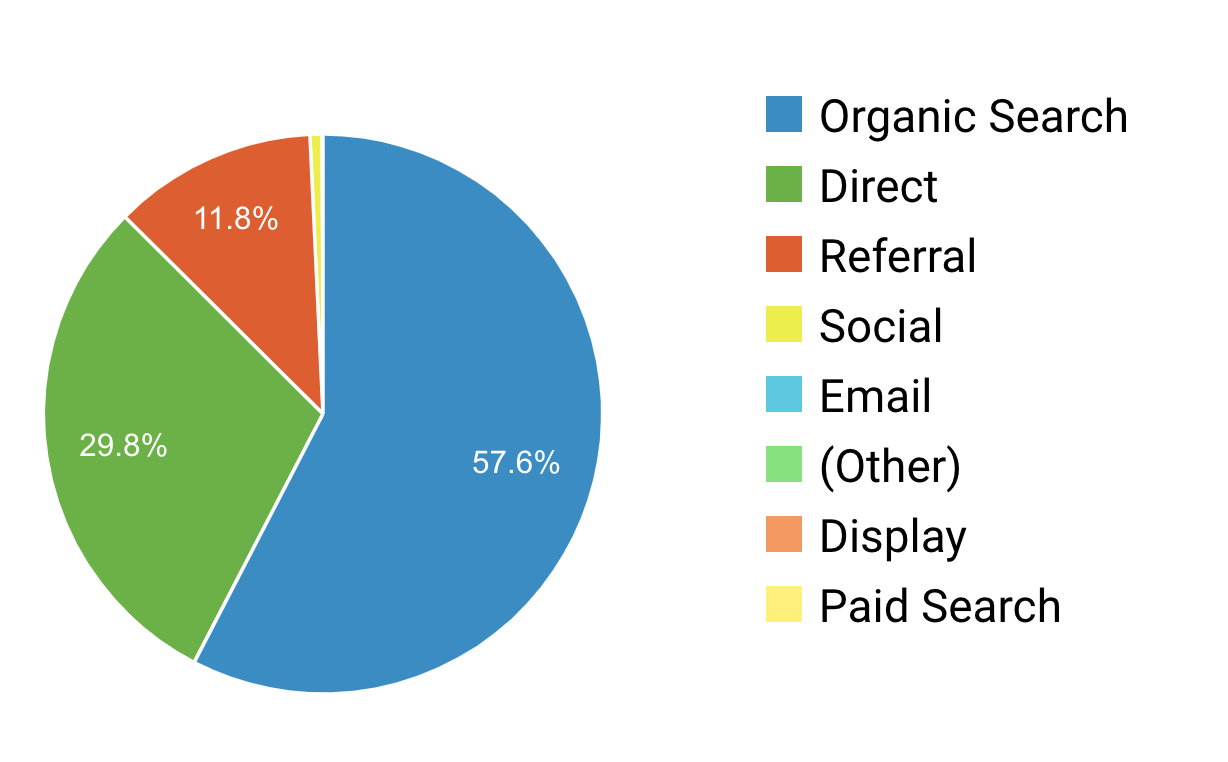 11.8%
29.8%
57.6%
Organic Search
Direct
Referral
Social
Email
(Other)
Display
Paid Search